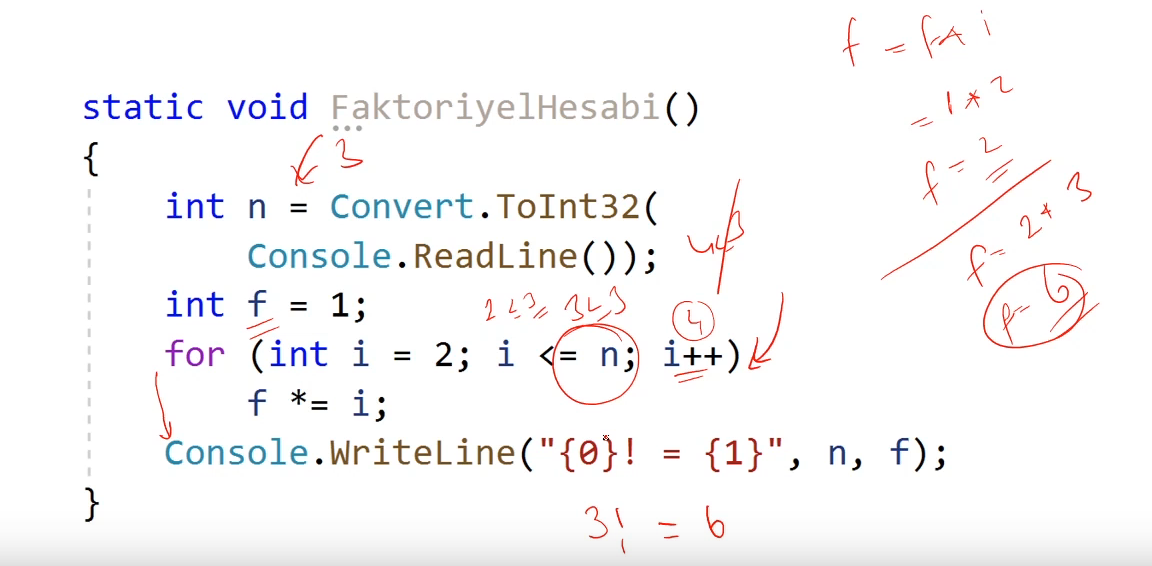 f = f * i
= 1 * 2
f = 2
static void FaktoriyelHesabi()
{
3
int n = Convert.ToInt32(
Console.ReadLine());
4 ≤ 3
f = 2 * 3
f = 6
int f = 1;
2 ≤ 3 3 ≤ 3
4
for (int i = 2; i <= n; i++)
f *= i;
Console.WriteLine("{0}! = {1}", n, f);
}
3! = 6